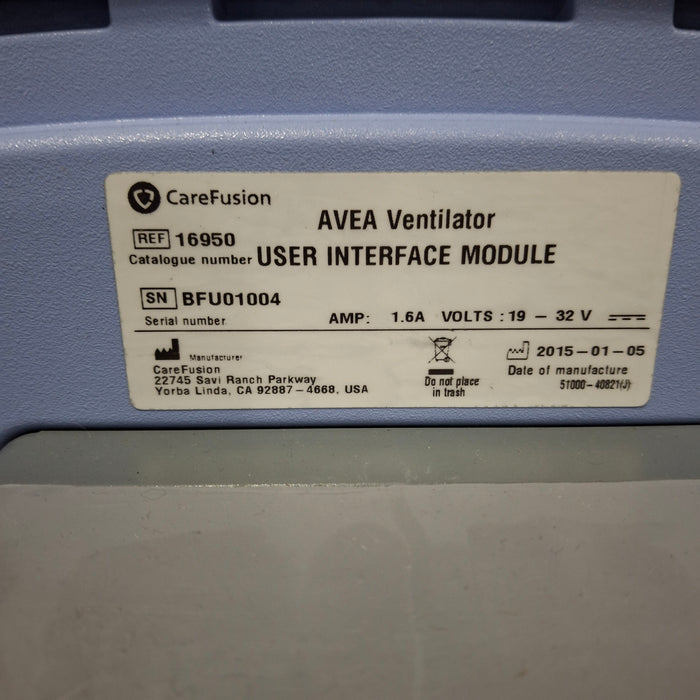 CareFusion
AVEA Ventilator
REF 16950
Catalogue number USER INTERFACE MODULE
SN BFU01004
Serial number
AMP: 1.6A VOLTS : 19 – 32 V
Manufacturer
CareFusion
22745 Savi Ranch Parkway
Yorba Linda, CA 92887–4668, USA
Do not place
in trash
2015–01–05
Date of manufacture
51000–40821(J)